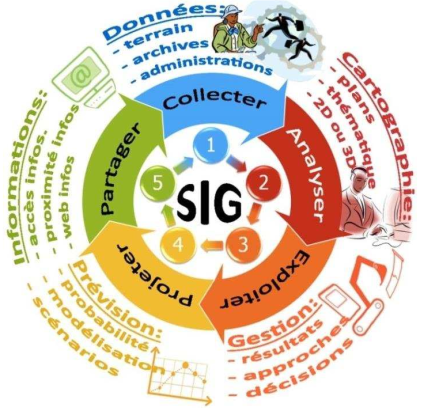 Données:
- terrain
- archives
- administrations
Collecter
1
Cartographie:
- plans
- thématique
- 2D ou 3D
Analyser
2
SIG
Gestion:
- résultats
- approches
- décisions
Exploiter
3
Prévision:
- probabilité
- modélisation
- scénarios
Projeter
4
Informations:
- accès infos.
- proximité infos
- web infos
Partager
5
@